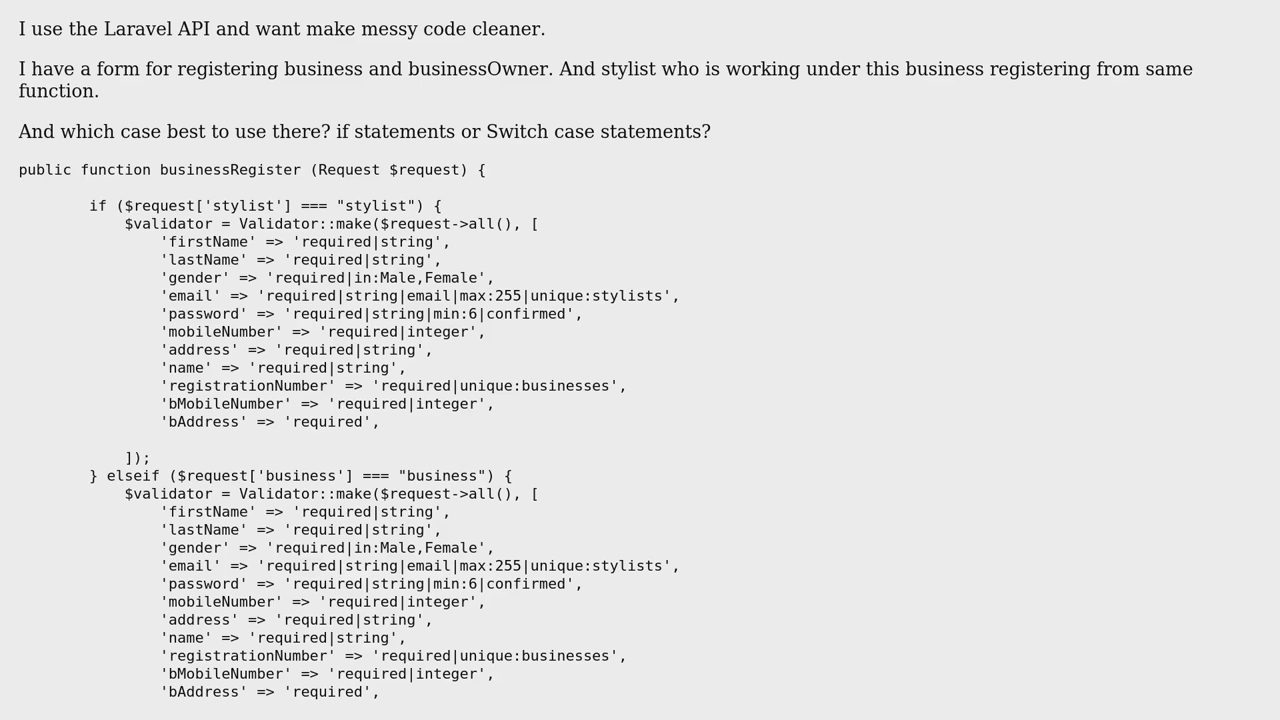 I use the Laravel API and want make messy code cleaner.
I have a form for registering business and businessOwner. And stylist who is working under this business registering from same
function.
And which case best to use there? if statements or Switch case statements?
public function businessRegister (Request $request) {
        if ($request['stylist'] === "stylist") {
            $validator = Validator::make($request->all(), [
                'firstName' => 'required|string',
                'lastName' => 'required|string',
                'gender' => 'required|in:Male,Female',
                'email' => 'required|string|email|max:255|unique:stylists',
                'password' => 'required|string|min:6|confirmed',
                'mobileNumber' => 'required|integer',
                'address' => 'required|string',
                'name' => 'required|string',
                'registrationNumber' => 'required|unique:businesses',
                'bMobileNumber' => 'required|integer',
                'bAddress' => 'required',
            ]);
        } elseif ($request['business'] === "business") {
            $validator = Validator::make($request->all(), [
                'firstName' => 'required|string',
                'lastName' => 'required|string',
                'gender' => 'required|in:Male,Female',
                'email' => 'required|string|email|max:255|unique:stylists',
                'password' => 'required|string|min:6|confirmed',
                'mobileNumber' => 'required|integer',
                'address' => 'required|string',
                'name' => 'required|string',
                'registrationNumber' => 'required|unique:businesses',
                'bMobileNumber' => 'required|integer',
                'bAddress' => 'required',